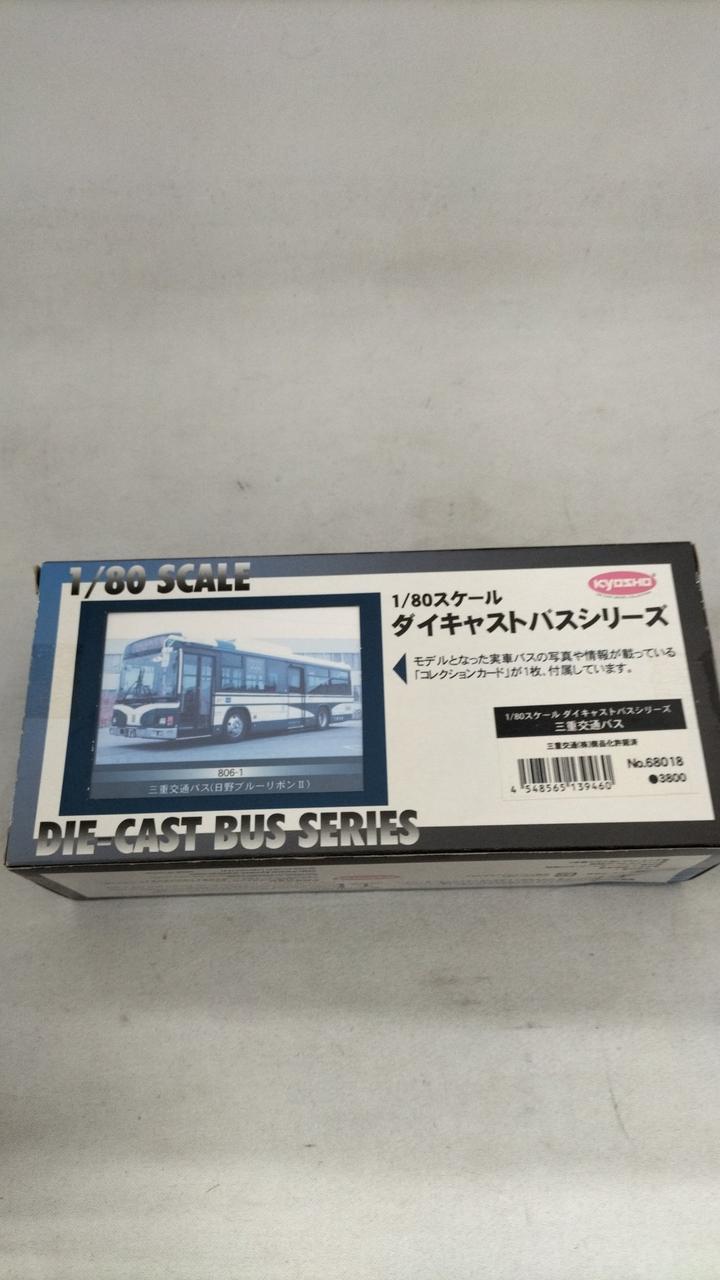 1/80 SCALE
KYOSHO
1/80スケール
ダイキャストバスシリーズ
モデルとなった実車バスの写真や情報が載っている
「コレクションカード」が1枚、付属しています。
806-1
三重交通バス(日野ブルーリボンⅡ)
1/80スケール ダイキャストバスシリーズ
三重交通バス
三重交通(株)商品化許諾済
No.68018
●3800
4 548565 139460
DIE-CAST BUS SERIES